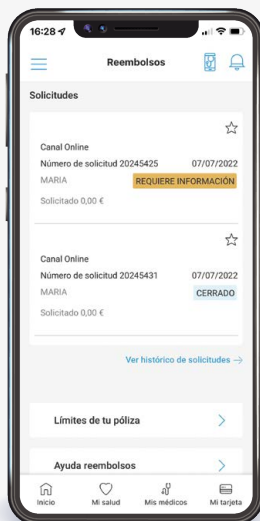 16:28
Reembolsos
Solicitudes
Canal Online
Número de solicitud 20245425 07/07/2022
MARIA REQUIERE INFORMACIÓN
Solicitado 0,00 €
Canal Online
Número de solicitud 20245431 07/07/2022
MARIA CERRADO
Solicitado 0,00 €
Ver histórico de solicitudes →
Límites de tu póliza
Ayuda reembolsos
Inicio Mi salud Mis médicos Mi tarjeta